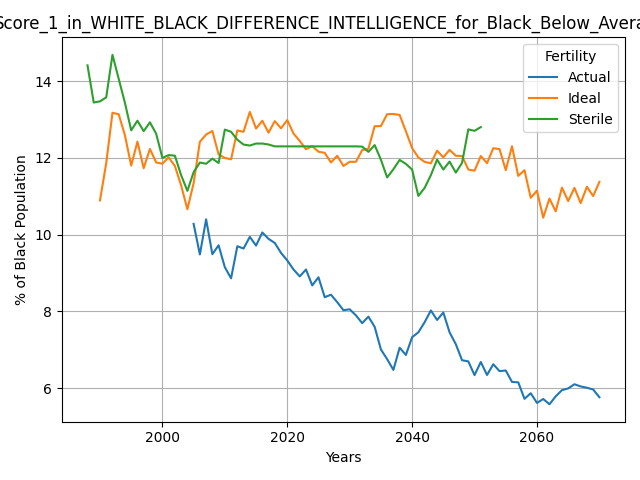 Score_1_in_WHITE_BLACK_DIFFERENCE_INTELLIGENCE_for_Black_Below_Avera
14
12
10
8
6
% of Black Population
2000
2020
2040
2060
Years
Fertility
Actual
Ideal
Sterile